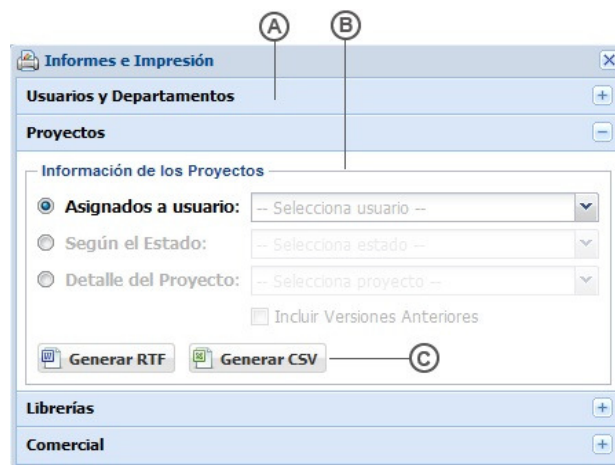 A B
Informes e Impresión
Usuarios y Departamentos
Proyectos
Información de los Proyectos
Asignados a usuario: -- Selecciona usuario --
Según el Estado: -- Selecciona estado --
Detalle del Proyecto: -- Selecciona proyecto --
Incluir Versiones Anteriores
Generar RTF Generar CSV C
Librerías
Comercial